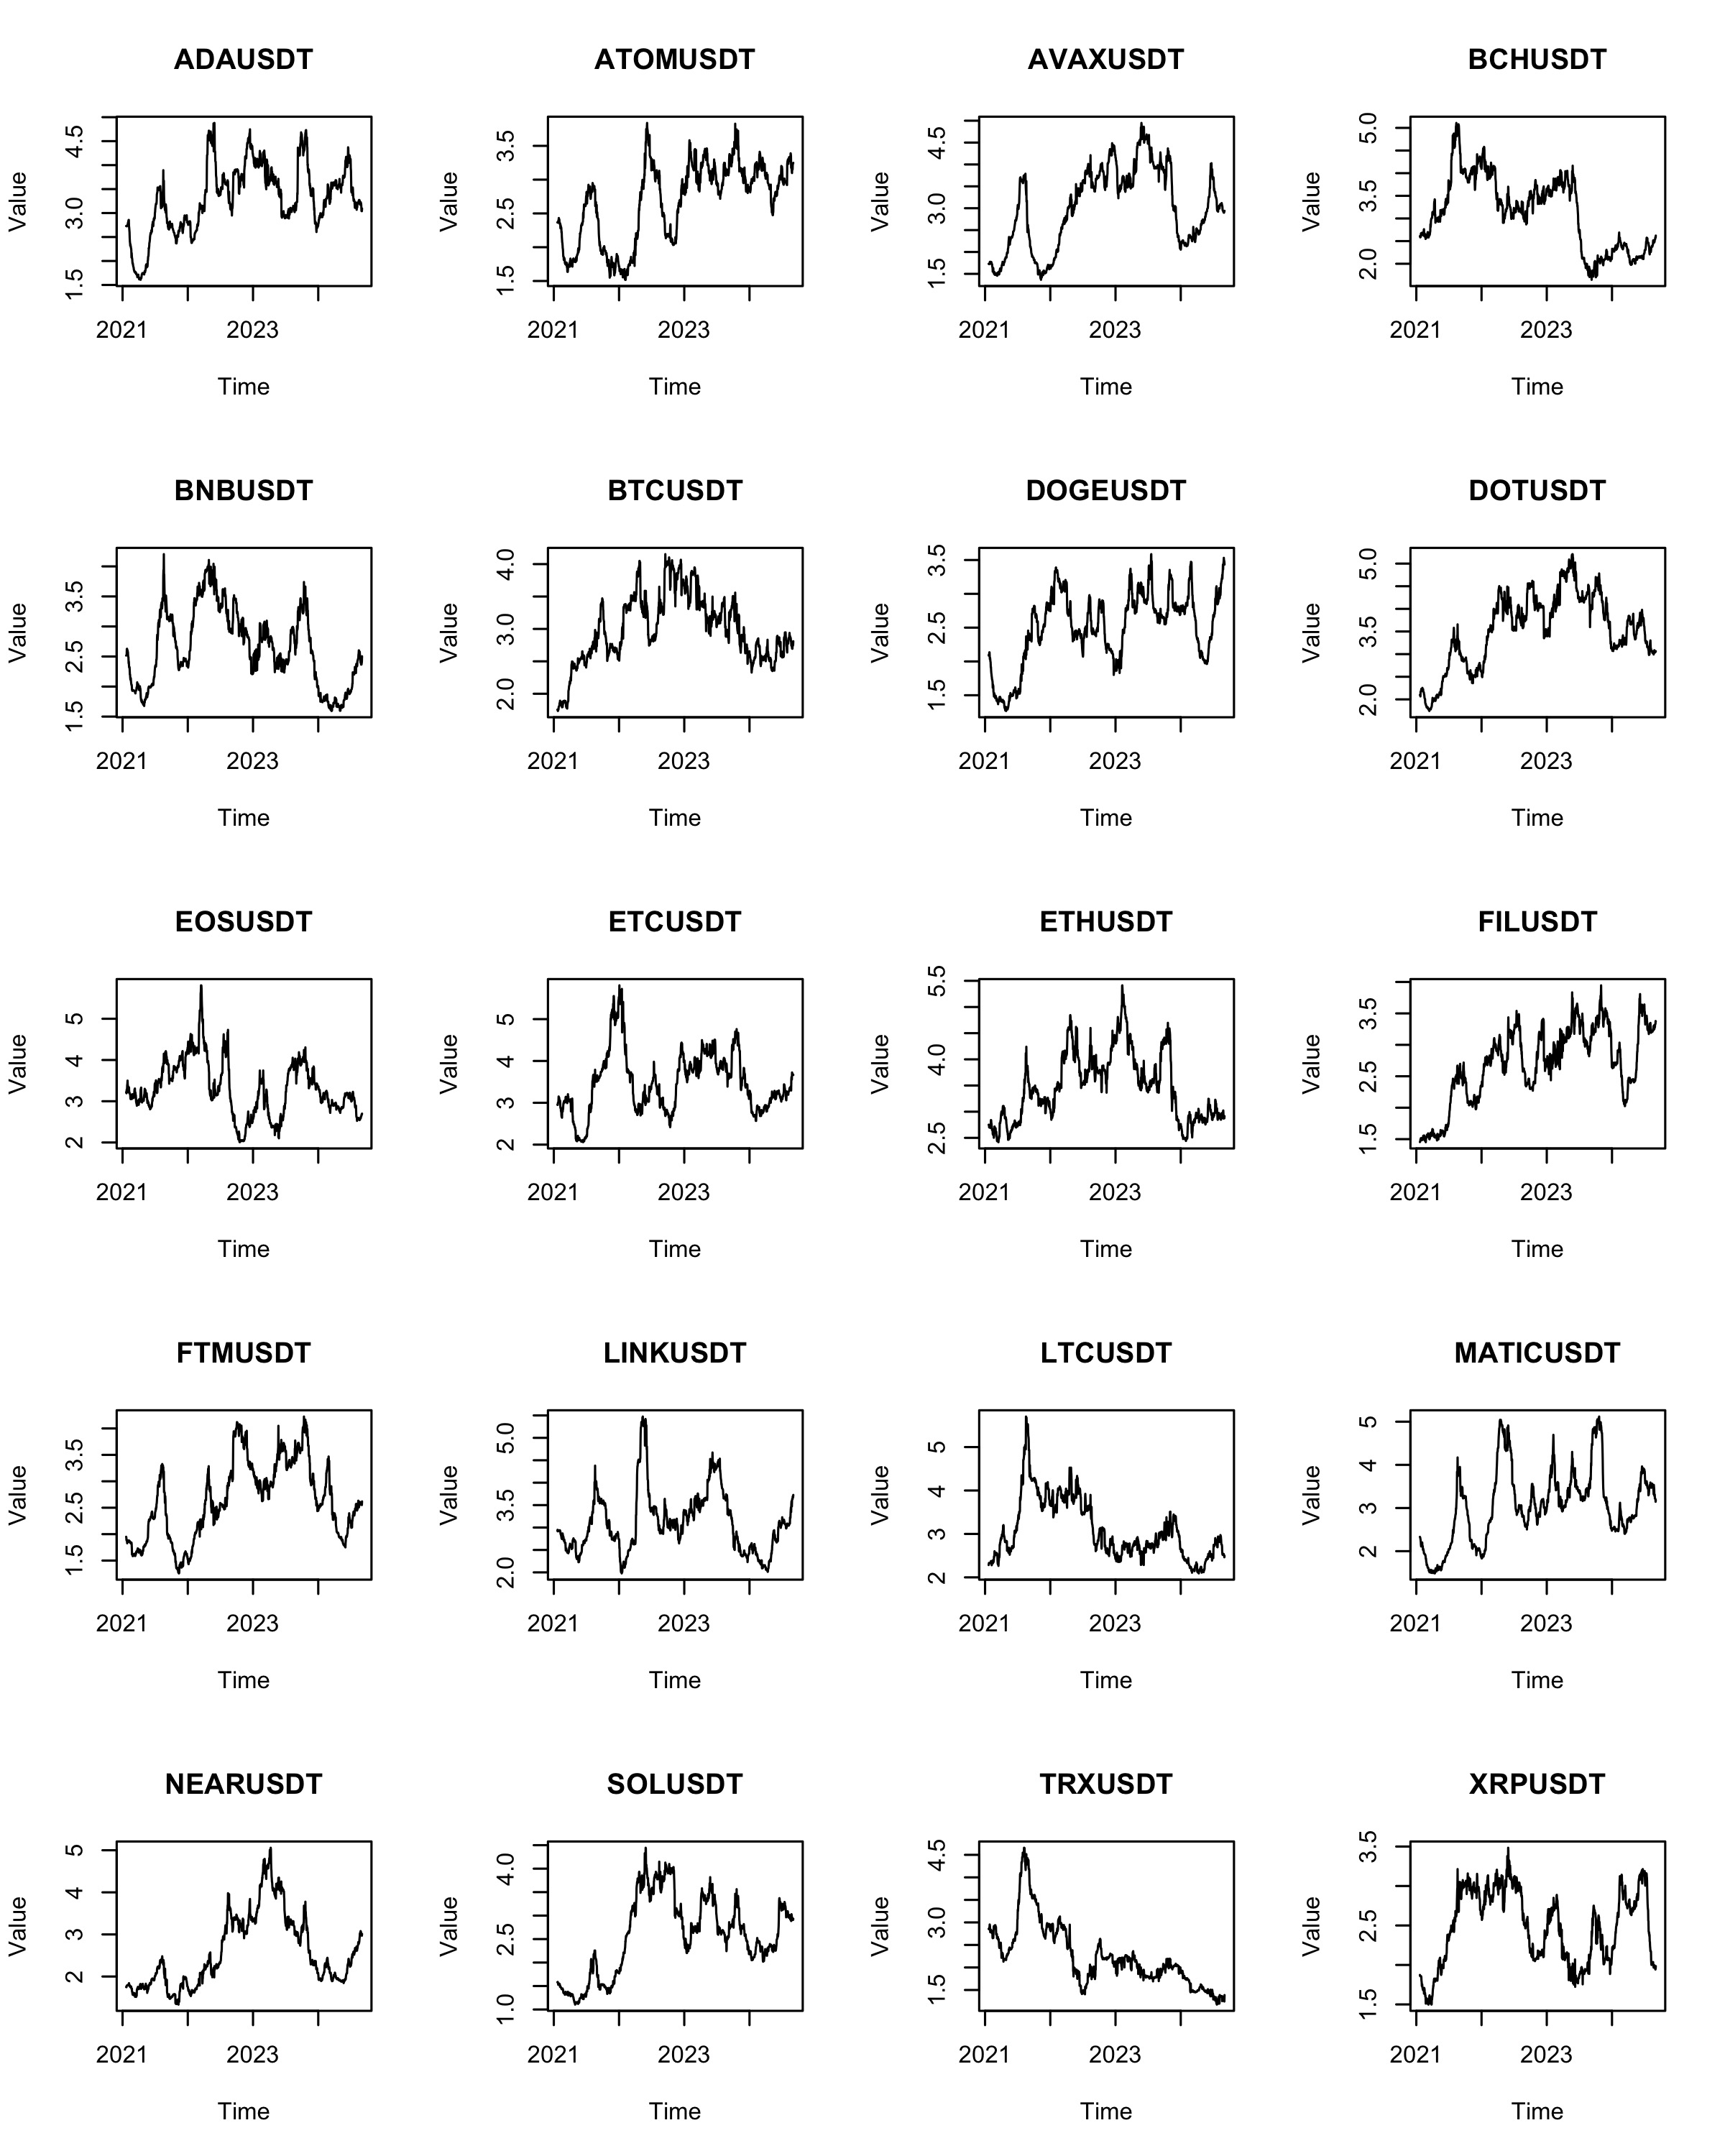 ADAUSDT ATOMUSDT AVAXUSDT BCHUSDT
Value 1.5 3.0 4.5 Value 1.5 2.5 3.5 Value 1.5 3.0 4.5 Value 2.0 3.5 5.0
2021 2023 2021 2023 2021 2023 2021 2023
Time Time Time Time
BNBUSDT BTCUSDT DOGEUSDT DOTUSDT
Value 1.5 2.5 3.5 Value 2.0 3.0 4.0 Value 1.5 2.5 3.5 Value 2.0 3.5 5.0
2021 2023 2021 2023 2021 2023 2021 2023
Time Time Time Time
EOSUSDT ETCUSDT ETHUSDT FILUSDT
Value 2 3 4 5 Value 2 3 4 5 Value 2.5 4.0 5.5 Value 1.5 2.5 3.5
2021 2023 2021 2023 2021 2023 2021 2023
Time Time Time Time
FTMUSDT LINKUSDT LTCUSDT MATICUSDT
Value 1.5 2.5 3.5 Value 2.0 3.5 5.0 Value 2 3 4 5 Value 2 3 4 5
2021 2023 2021 2023 2021 2023 2021 2023
Time Time Time Time
NEARUSDT SOLUSDT TRXUSDT XRPUSDT
Value 2 3 4 5 Value 1.0 2.5 4.0 Value 1.5 3.0 4.5 Value 1.5 2.5 3.5
2021 2023 2021 2023 2021 2023 2021 2023
Time Time Time Time